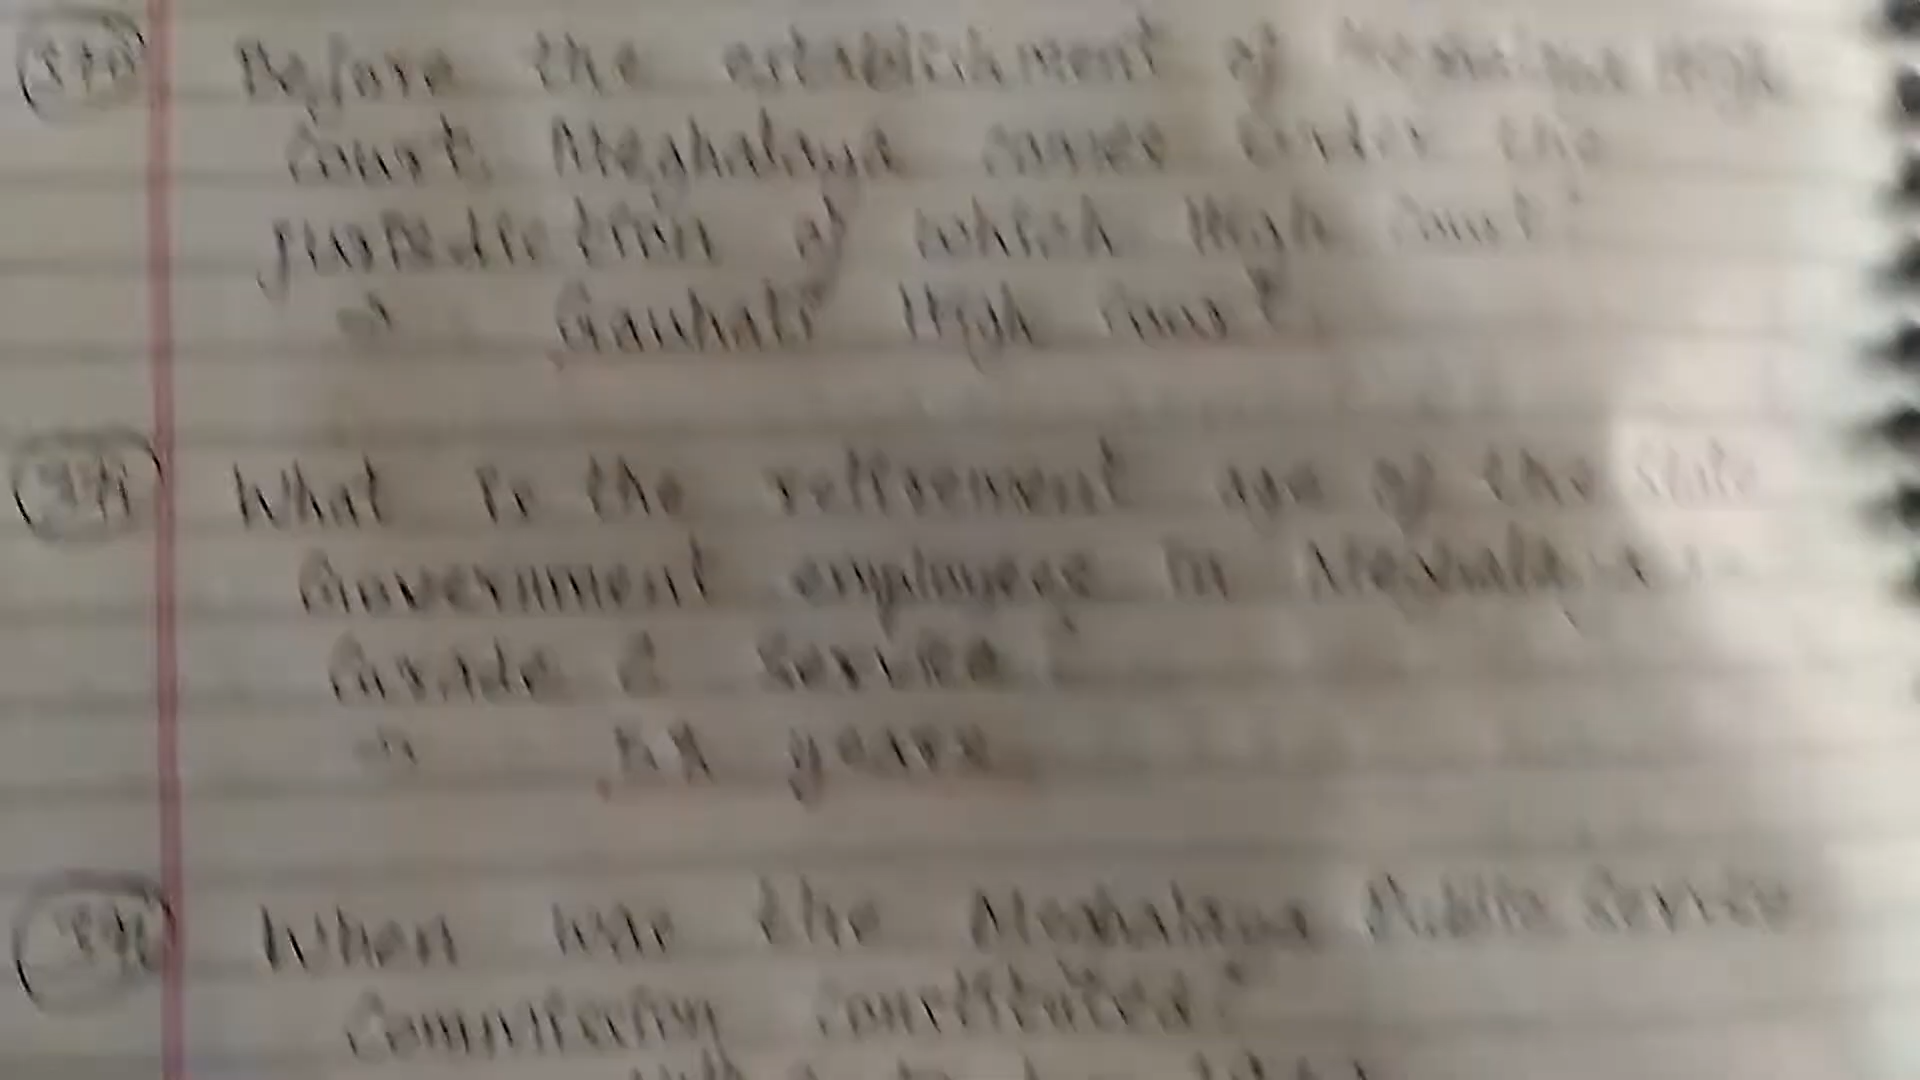 Before the establishment of Meghalaya High
Court, Meghalaya comes under the
jurisdiction of which High Court?
Gauhati High Court.
What is the retirement age of the State
Government employees in Meghalaya
Grade C service?
58 years
When was the Meghalaya Public Service
Commission constituted?